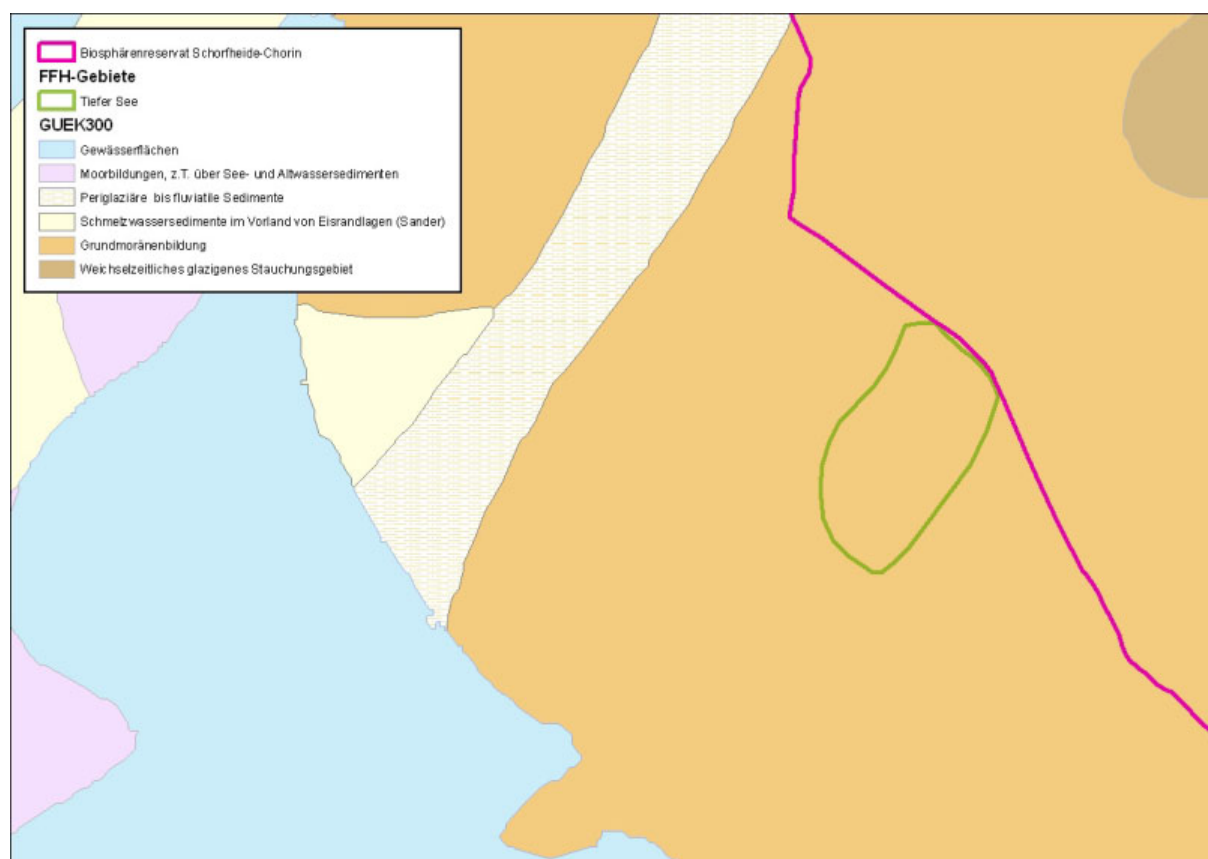 Biosphärenreservat Schorfheide-Chorin
FFH-Gebiete
Tiefer See
GUEK300
Gewässerflächen
Moorbildungen, z.T. über See- und Altwassersedimenten
Periglaziäre bis fluviatile Sedimente
Schmelzwassersedimente im Vorland von Eisrandlagen (Sander)
Grundmoränenbildung
Weichselzeitliches glazigenes Stauchungsgebiet